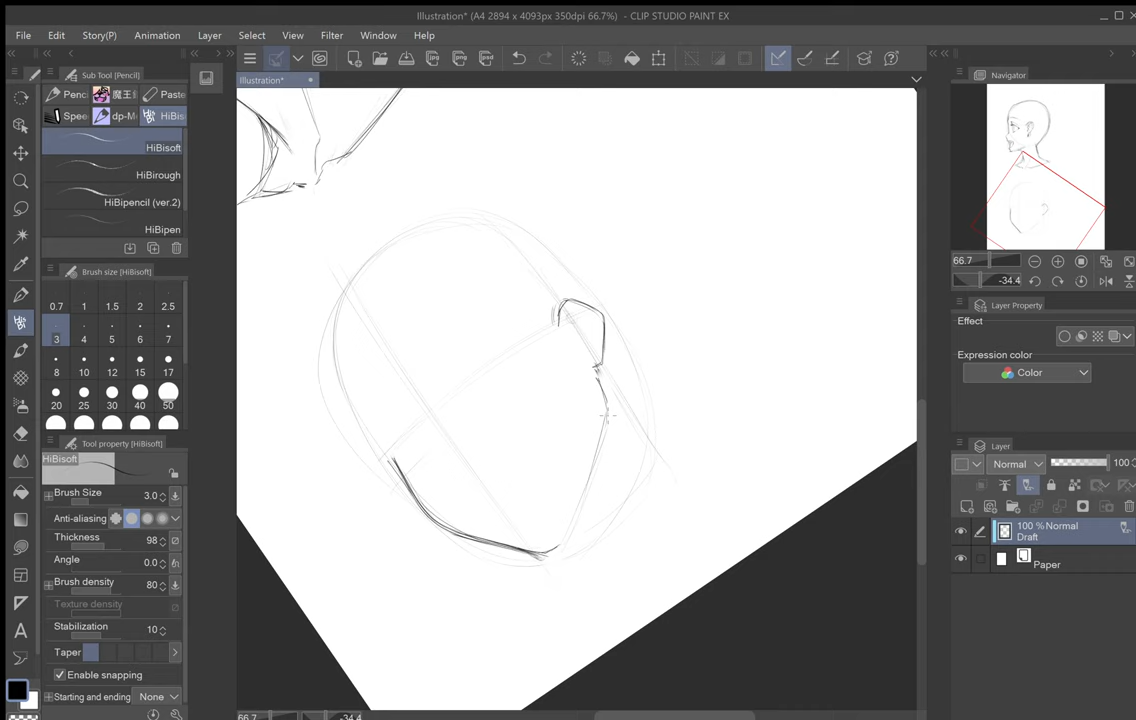 Illustration* (A4 2894 x 4093px 350dpi 66.7%) - CLIP STUDIO PAINT EX
File Edit Story(P) Animation Layer Select View Filter Window Help
Sub Tool [Pencil]
Illustration*
Navigator
Penc 魔王 Paste
Spee dp-M HiBis
HiBisoft
HiBirough
HiBipencil (ver.2)
HiBipen
Brush size [HiBisoft]
0.7 1 1.5 2 2.5
3 4 5 6 7
8 10 12 15 17
20 25 30 40 50
Tool property [HiBisoft]
HiBisoft
Brush Size 3.0
Anti-aliasing
Thickness 98
Angle 0.0
Brush density 80
Texture density
Stabilization 10
Taper
Enable snapping
Starting and ending None
66.7 -34.4
66.7
-34.4
Layer Property
Effect
Expression color
Color
Layer
Normal 100
100 % Normal
Draft
Paper